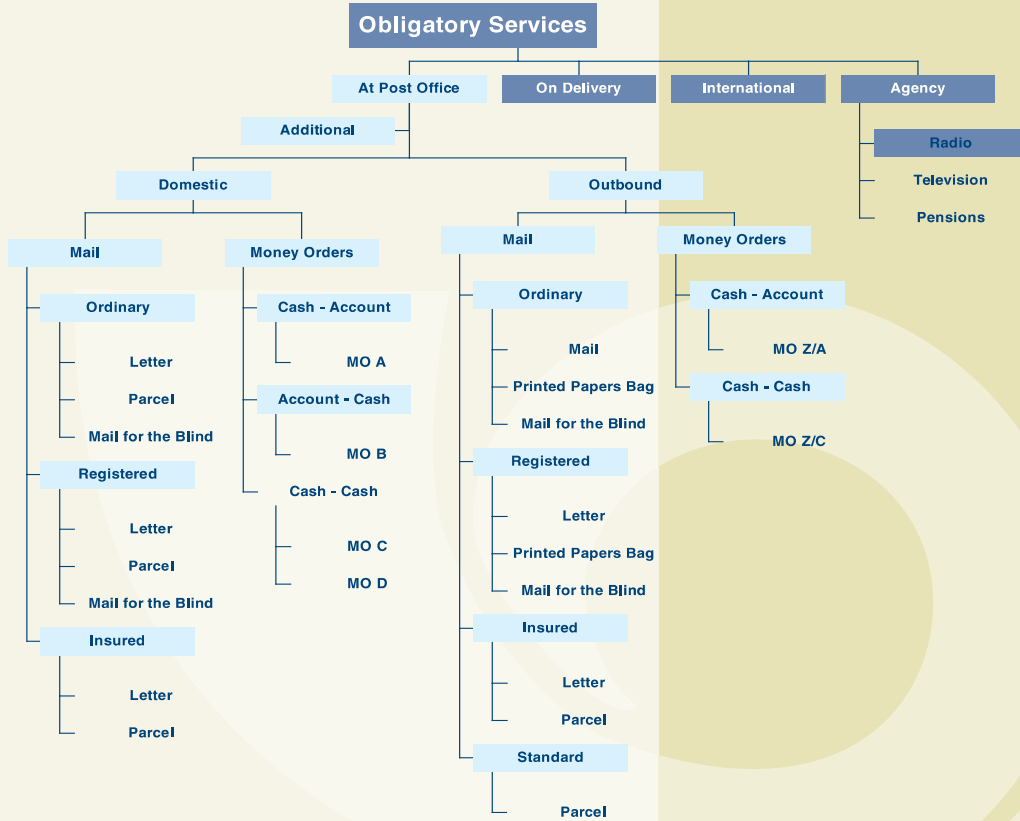 Obligatory Services
At Post Office
On Delivery
International
Agency
Additional
Radio
Television
Pensions
Domestic
Outbound
Mail
Money Orders
Mail
Money Orders
Ordinary
Letter
Parcel
Mail for the Blind
Registered
Letter
Parcel
Mail for the Blind
Insured
Letter
Parcel
Cash - Account
MO A
Account - Cash
MO B
Cash - Cash
MO C
MO D
Ordinary
Mail
Printed Papers Bag
Mail for the Blind
Registered
Letter
Printed Papers Bag
Mail for the Blind
Insured
Letter
Parcel
Standard
Parcel
Cash - Account
MO Z/A
Cash - Cash
MO Z/C